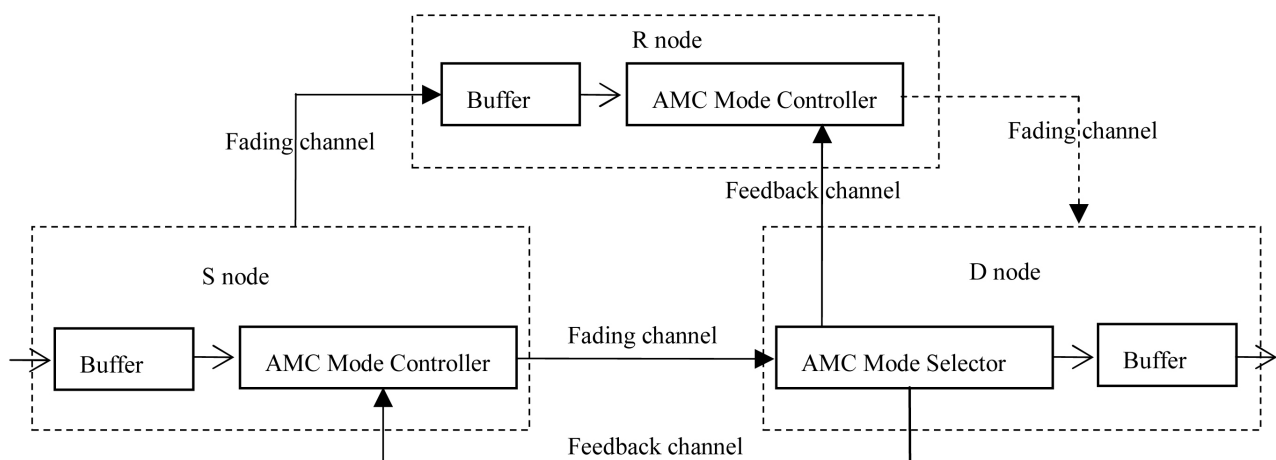 R node
Buffer
AMC Mode Controller
Fading channel
Fading channel
Feedback channel
S node
D node
Buffer
AMC Mode Controller
Fading channel
AMC Mode Selector
Buffer
Feedback channel